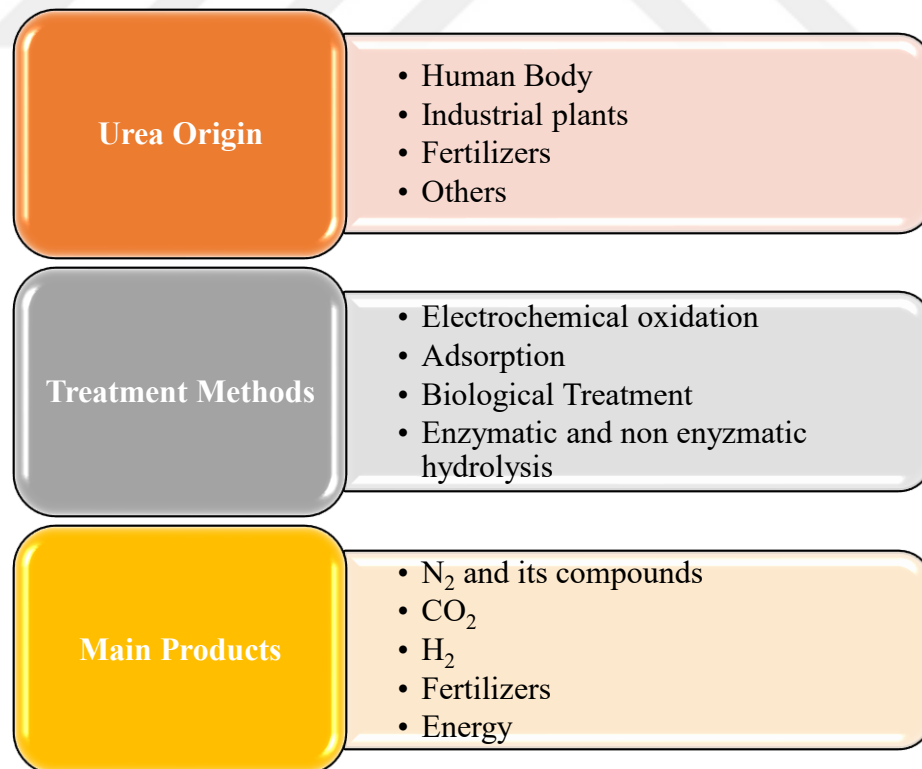 Urea Origin
• Human Body
• Industrial plants
• Fertilizers
• Others
Treatment Methods
• Electrochemical oxidation
• Adsorption
• Biological Treatment
• Enzymatic and non enyzmatic
hydrolysis
Main Products
• N₂ and its compounds
• CO₂
• H₂
• Fertilizers
• Energy